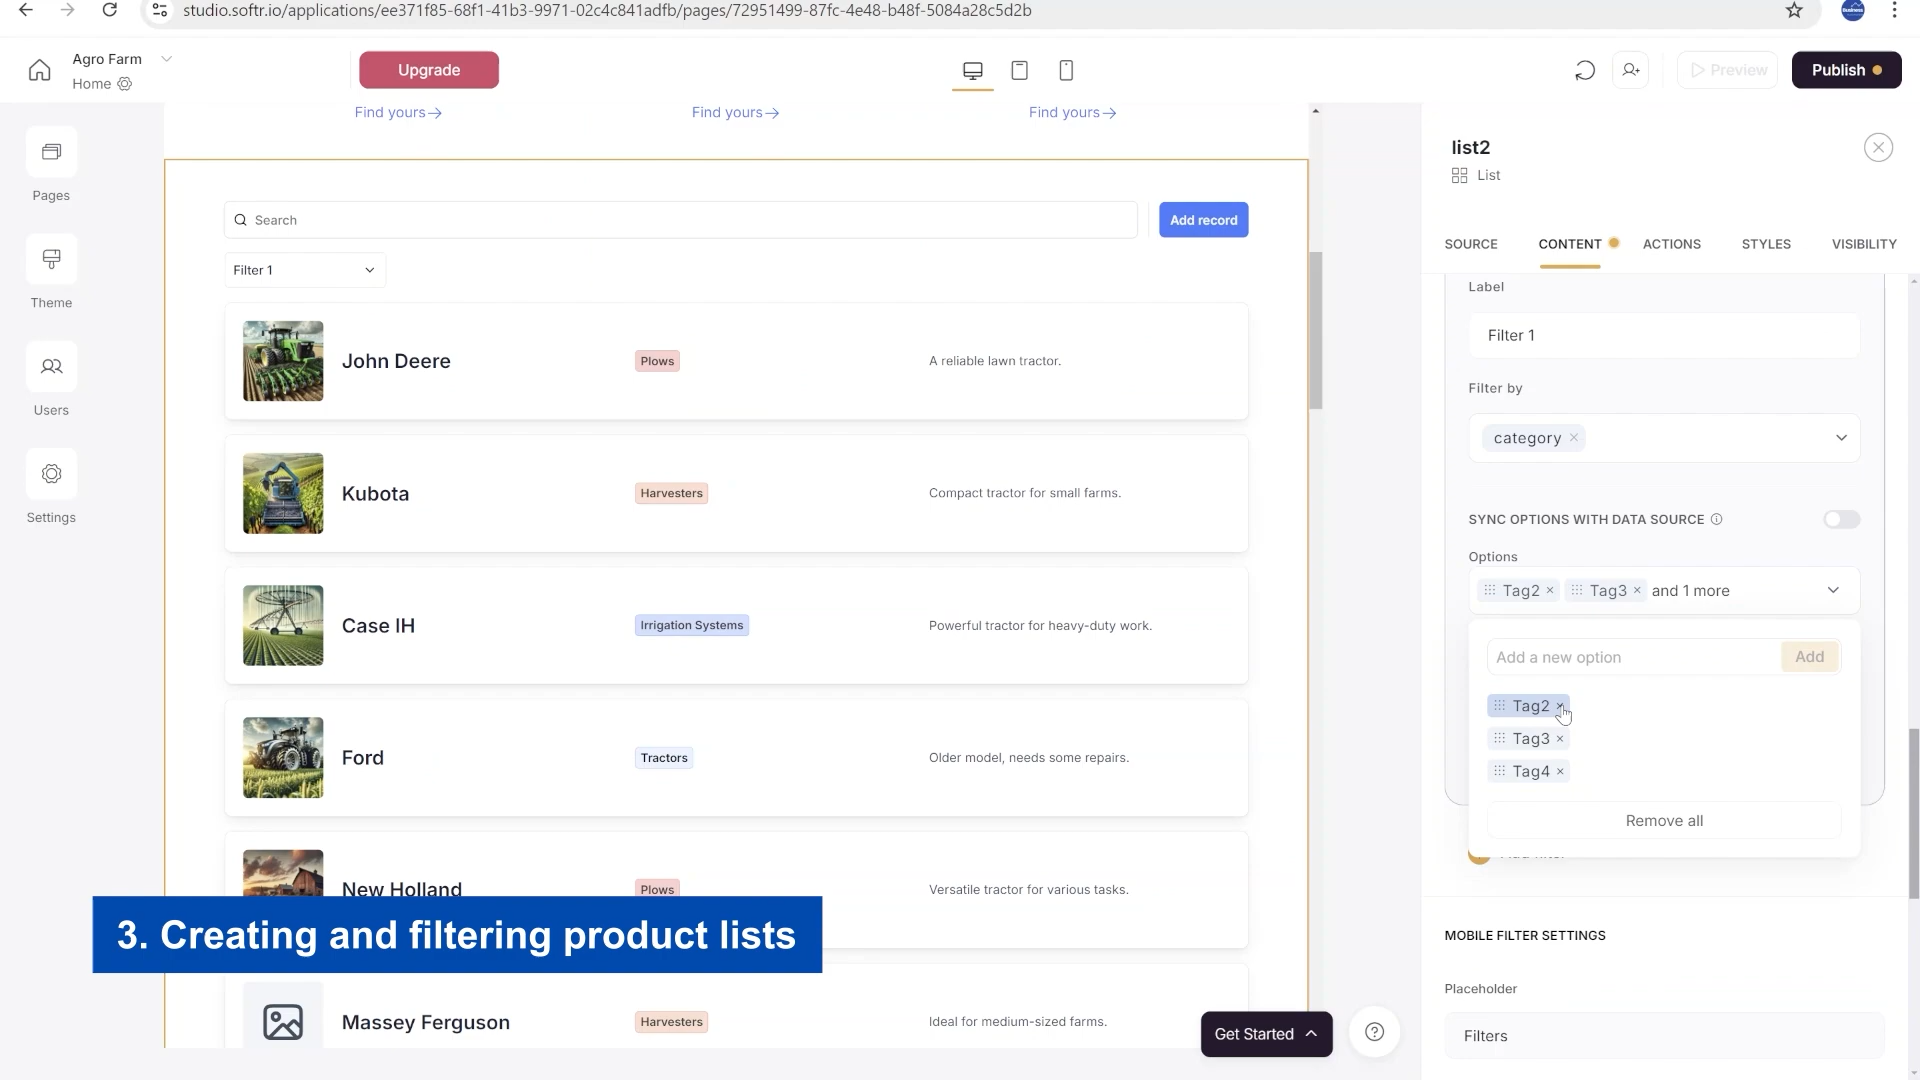 studio.softr.io/applications/ee371f85-68f1-41b3-9971-02c4c841adfb/pages/72951499-87fc-4e48-b48f-5084a28c5d2b
Agro Farm
Home
Upgrade
Preview
Publish
Pages
Theme
Users
Settings
Find yours→ Find yours→ Find yours→
Search
Add record
Filter 1
John Deere Plows A reliable lawn tractor.
Kubota Harvesters Compact tractor for small farms.
Case IH Irrigation Systems Powerful tractor for heavy-duty work.
Ford Tractors Older model, needs some repairs.
New Holland Plows Versatile tractor for various tasks.
Massey Ferguson Harvesters Ideal for medium-sized farms.
3. Creating and filtering product lists
Get Started
list2
List
SOURCE CONTENT ACTIONS STYLES VISIBILITY
Label
Filter 1
Filter by
category ×
SYNC OPTIONS WITH DATA SOURCE
Options
Tag2 × Tag3 × and 1 more
Add a new option Add
Tag2 ×
Tag3 ×
Tag4 ×
Remove all
MOBILE FILTER SETTINGS
Placeholder
Filters